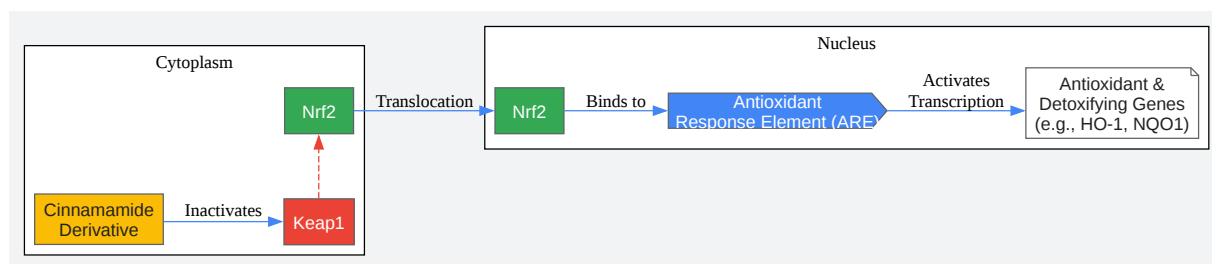 Cytoplasm
Nucleus
Nrf2
Translocation
Nrf2
Binds to
Antioxidant
Response Element (ARE)
Activates
Transcription
Antioxidant &
Detoxifying Genes
(e.g., HO-1, NQO1)
Cinnamamide
Derivative
Inactivates
Keap1